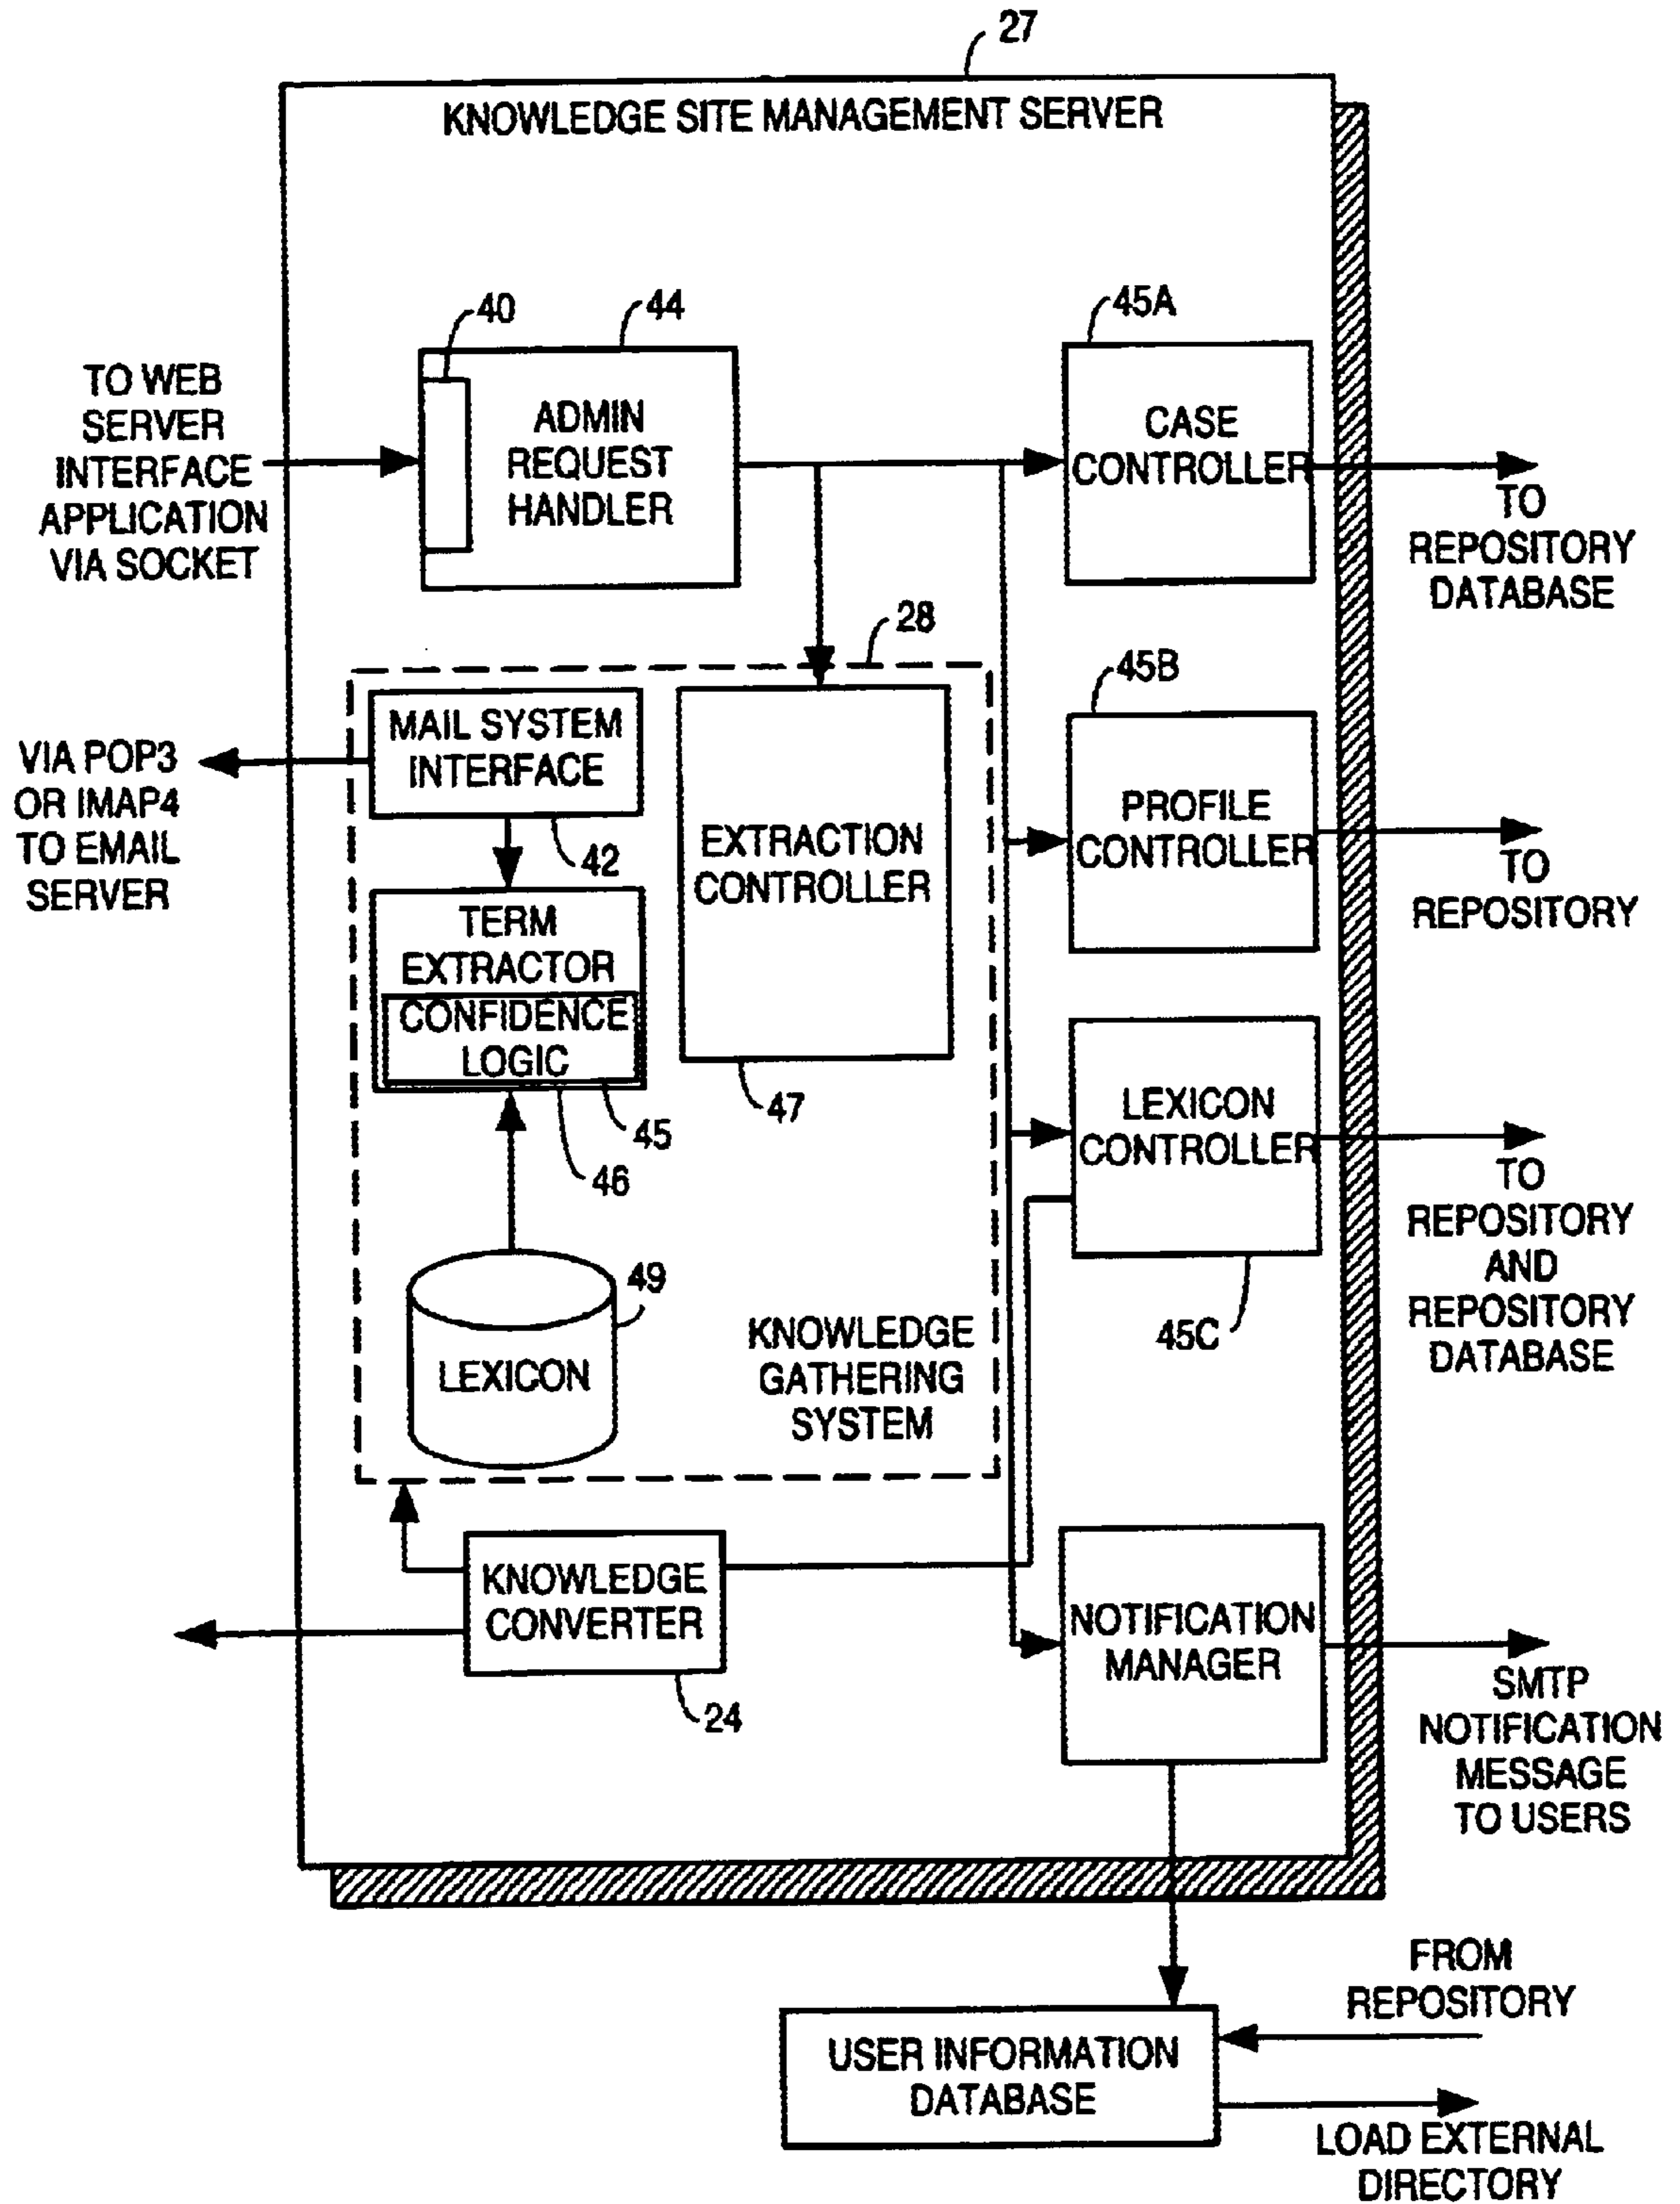 27
KNOWLEDGE SITE MANAGEMENT SERVER
40
44
45A
TO WEB
SERVER
INTERFACE
APPLICATION
VIA SOCKET
ADMIN
REQUEST
HANDLER
CASE
CONTROLLER
TO
REPOSITORY
DATABASE
28
45B
MAIL SYSTEM
INTERFACE
VIA POP3
OR IMAP4
TO EMAIL
SERVER
42
EXTRACTION
CONTROLLER
PROFILE
CONTROLLER
TO
REPOSITORY
TERM
EXTRACTOR
CONFIDENCE
LOGIC
47
45
46
LEXICON
CONTROLLER
TO
REPOSITORY
AND
REPOSITORY
DATABASE
45C
49
LEXICON
KNOWLEDGE
GATHERING
SYSTEM
KNOWLEDGE
CONVERTER
24
NOTIFICATION
MANAGER
SMTP
NOTIFICATION
MESSAGE
TO USERS
FROM
REPOSITORY
USER INFORMATION
DATABASE
LOAD EXTERNAL
DIRECTORY